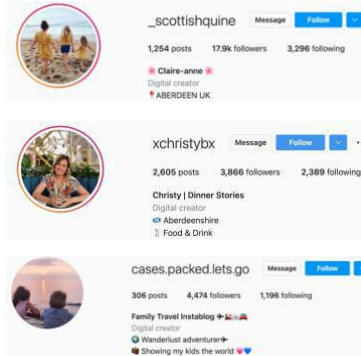 _scottishquine Message Follow
1,254 posts 17.9k followers 3,296 following
🌸 Claire-anne 🌸
Digital creator
📍ABERDEEN UK
xchristybx Message Follow
2,605 posts 3,866 followers 2,389 following
Christy | Dinner Stories
Digital creator
Aberdeenshire
🍴 Food & Drink
cases.packed.lets.go Message Follow
306 posts 4,474 followers 1,196 following
Family Travel Instablog
Digital creator
Wanderlust adventurer
Showing my kids the world